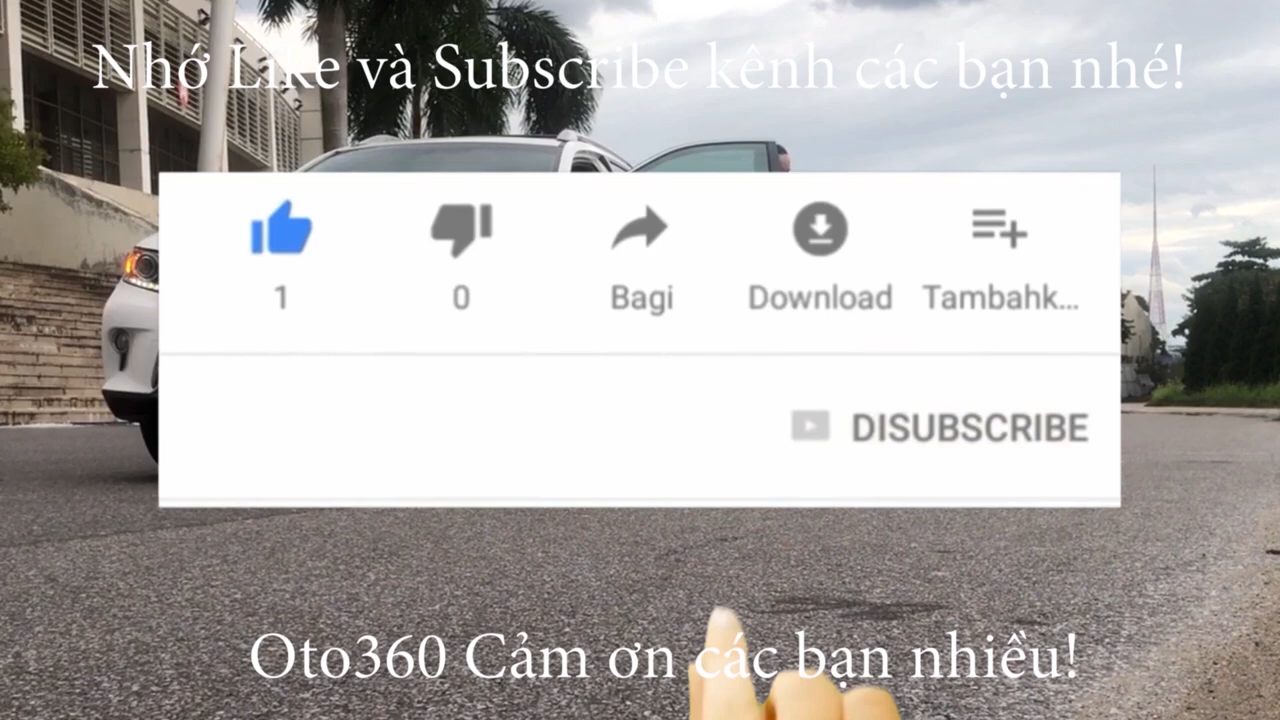 Nhớ Like và Subscribe kênh các bạn nhé!
1 0 Bagi Download Tambahk...
DISUBSCRIBE
Oto360 Cảm ơn các bạn nhiều!